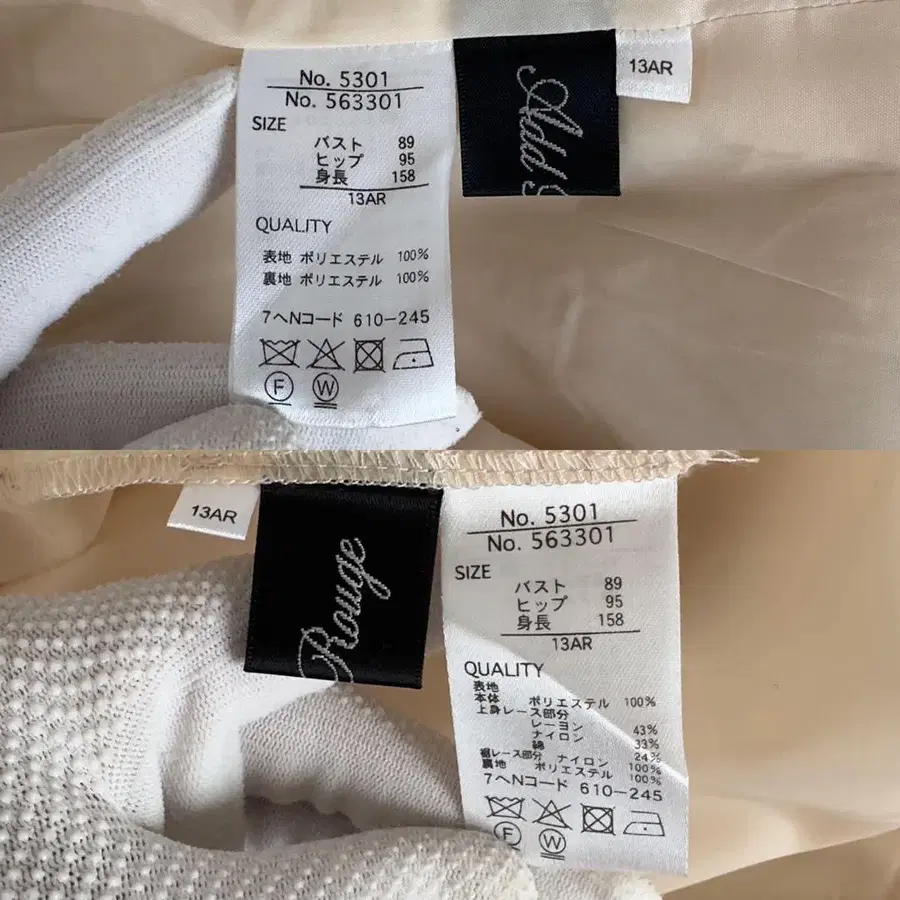 No. 5301
No. 563301
SIZE
バスト 89
ヒップ 95
身長 158
13AR
QUALITY
表地 ポリエステル 100%
裏地 ポリエステル 100%
7ヘNコード 610-245
F W
Add
13AR
13AR
Rouge
No. 5301
No. 563301
SIZE
バスト 89
ヒップ 95
身長 158
13AR
QUALITY
表地
本体 ポリエステル 100%
上身レース部分
レーヨン 43%
ナイロン 33%
綿 24%
裾レース部分 ナイロン 100%
裏地 ポリエステル 100%
7ヘNコード 610-245
F W